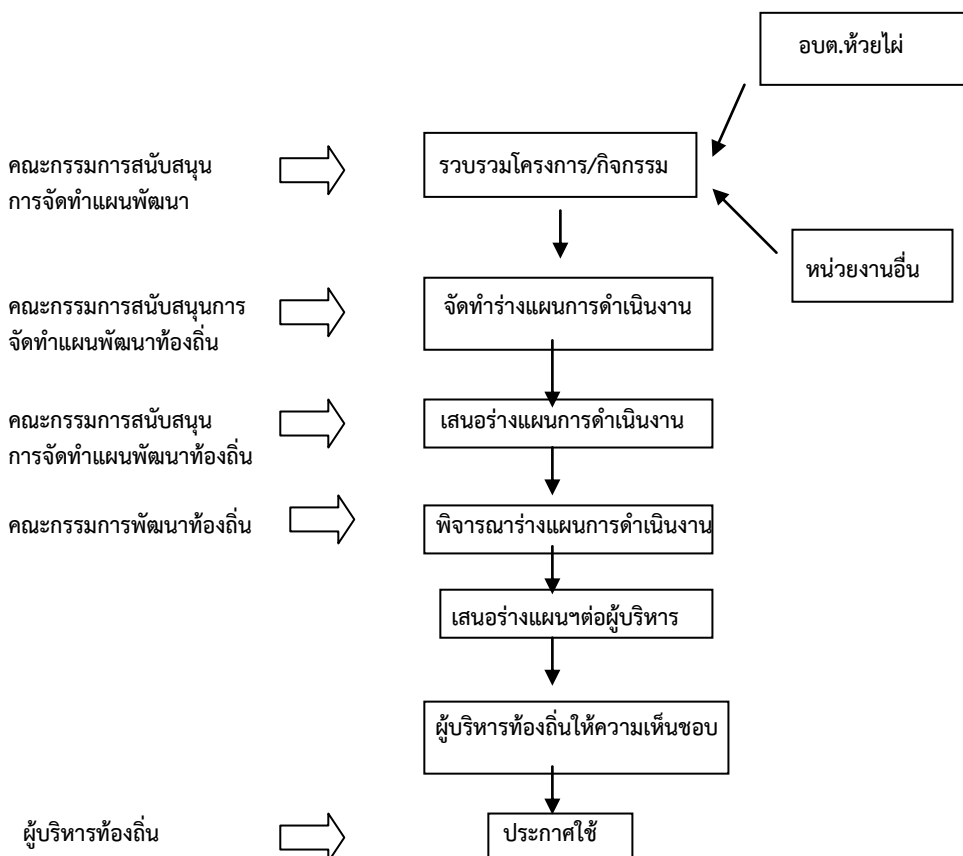 อบต.ห้วยไผ่
คณะกรรมการสนับสนุน
การจัดทำแผนพัฒนา
รวบรวมโครงการ/กิจกรรม
หน่วยงานอื่น
คณะกรรมการสนับสนุนการ
จัดทำแผนพัฒนาท้องถิ่น
จัดทำร่างแผนการดำเนินงาน
คณะกรรมการสนับสนุน
การจัดทำแผนพัฒนาท้องถิ่น
เสนอร่างแผนการดำเนินงาน
คณะกรรมการพัฒนาท้องถิ่น
พิจารณาร่างแผนการดำเนินงาน
เสนอร่างแผนฯต่อผู้บริหาร
ผู้บริหารท้องถิ่นให้ความเห็นชอบ
ผู้บริหารท้องถิ่น
ประกาศใช้